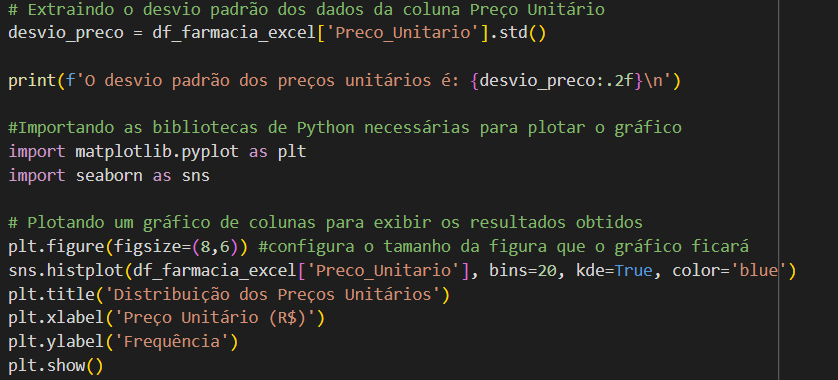 # Extraindo o desvio padrão dos dados da coluna Preço Unitário
desvio_preco = df_farmacia_excel['Preco_Unitario'].std()
print(f'O desvio padrão dos preços unitários é: {desvio_preco:.2f}\n')
#Importando as bibliotecas de Python necessárias para plotar o gráfico
import matplotlib.pyplot as plt
import seaborn as sns
# Plotando um gráfico de colunas para exibir os resultados obtidos
plt.figure(figsize=(8,6)) #configura o tamanho da figura que o gráfico ficará
sns.histplot(df_farmacia_excel['Preco_Unitario'], bins=20, kde=True, color='blue')
plt.title('Distribuição dos Preços Unitários')
plt.xlabel('Preço Unitário (R$)')
plt.ylabel('Frequência')
plt.show()